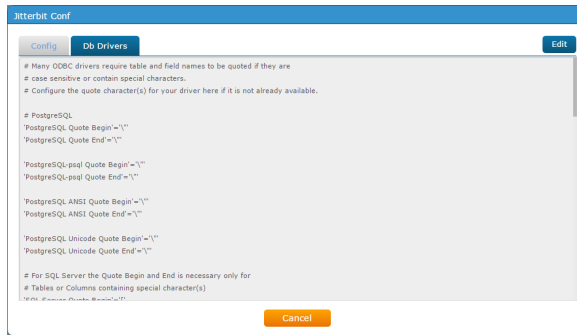 Jitterbit Conf
Config
Db Drivers
Edit
# Many ODBC drivers require table and field names to be quoted if they are
# case sensitive or contain special characters.
# Configure the quote character(s) for your driver here if it is not already available.
# PostgreSQL
'PostgreSQL Quote Begin'='\"'
'PostgreSQL Quote End'='\"'
'PostgreSQL-psql Quote Begin'='\"'
'PostgreSQL-psql Quote End'='\"'
'PostgreSQL ANSI Quote Begin'='\"'
'PostgreSQL ANSI Quote End'='\"'
'PostgreSQL Unicode Quote Begin'='\"'
'PostgreSQL Unicode Quote End'='\"'
# For SQL Server the Quote Begin and End is necessary only for
# Tables or Columns containing special character(s)
'SQL Server Quote Begin'='['
Cancel